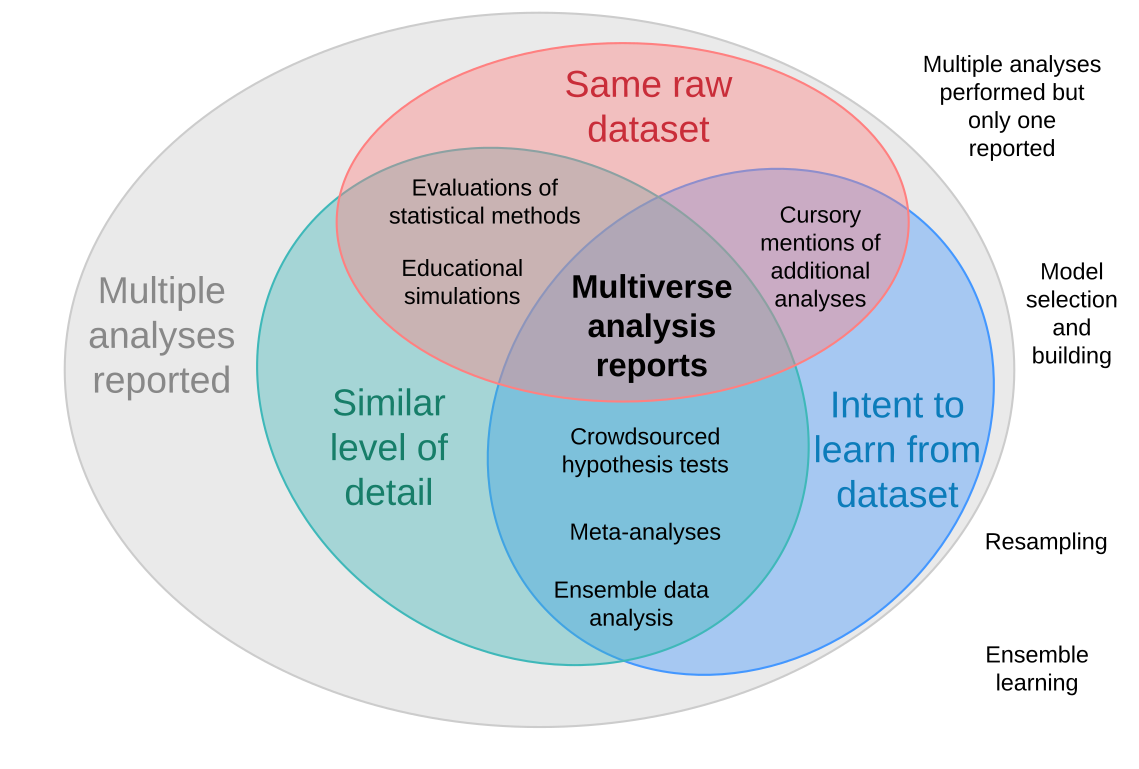 Same raw
dataset
Multiple analyses
performed but
only one
reported
Evaluations of
statistical methods
Educational
simulations
Cursory
mentions of
additional
analyses
Multiple
analyses
reported
Multiverse
analysis
reports
Model
selection
and
building
Similar
level of
detail
Intent to
learn from
dataset
Crowdsourced
hypothesis tests
Meta-analyses
Ensemble data
analysis
Resampling
Ensemble
learning